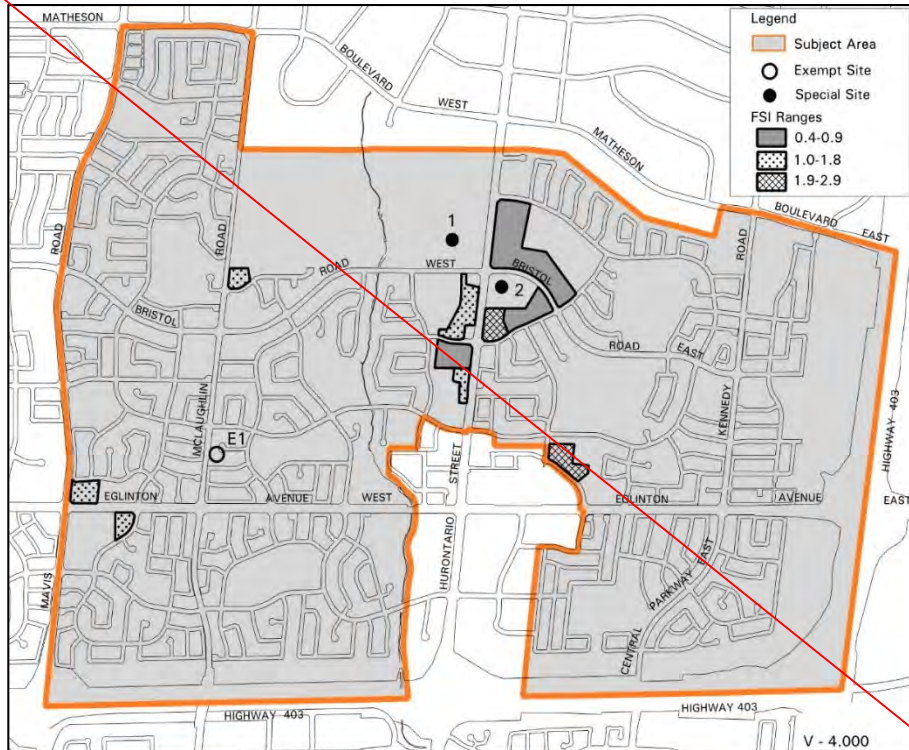 MATHESON
BOULEVARD
WEST
MATHESON
BOULEVARD
EAST
Legend
Subject Area
Exempt Site
Special Site
FSI Ranges
0.4-0.9
1.0-1.8
1.9-2.9
1
2
ROAD
ROAD
ROAD
WEST
BRISTOL
ROAD
BRISTOL
ROAD
EAST
MCLAUGHLIN
E1
KENNEDY
HIGHWAY 403
STREET
EGLINTON
AVENUE
WEST
EGLINTON
AVENUE
EAST
HURONTARIO
MAVIS
CENTRAL
PARKWAY
EAST
HIGHWAY 403
HIGHWAY 403
V - 4.000